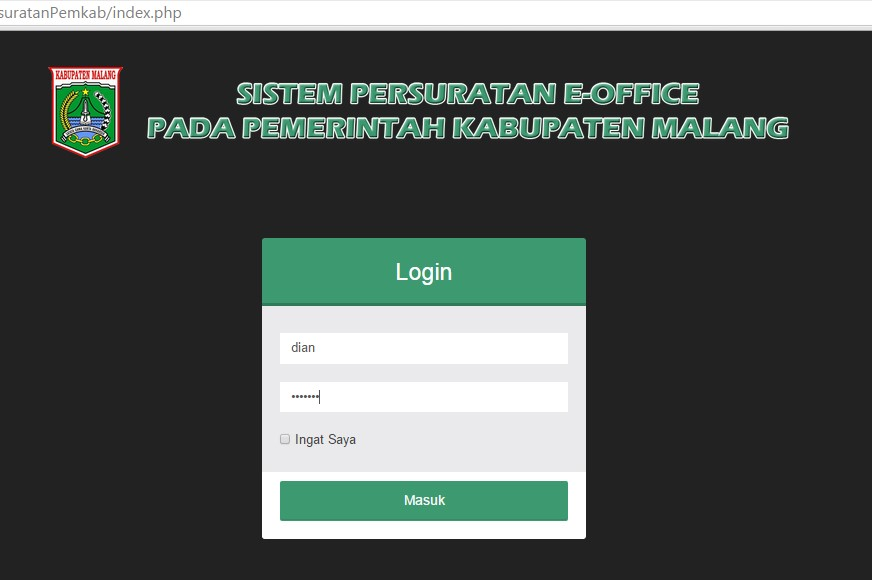 suratanPemkab/index.php
KABUPATEN MALANG
SISTEM PERSURATAN E-OFFICE
PADA PEMERINTAH KABUPATEN MALANG
Login
dian
•••••••
Ingat Saya
Masuk